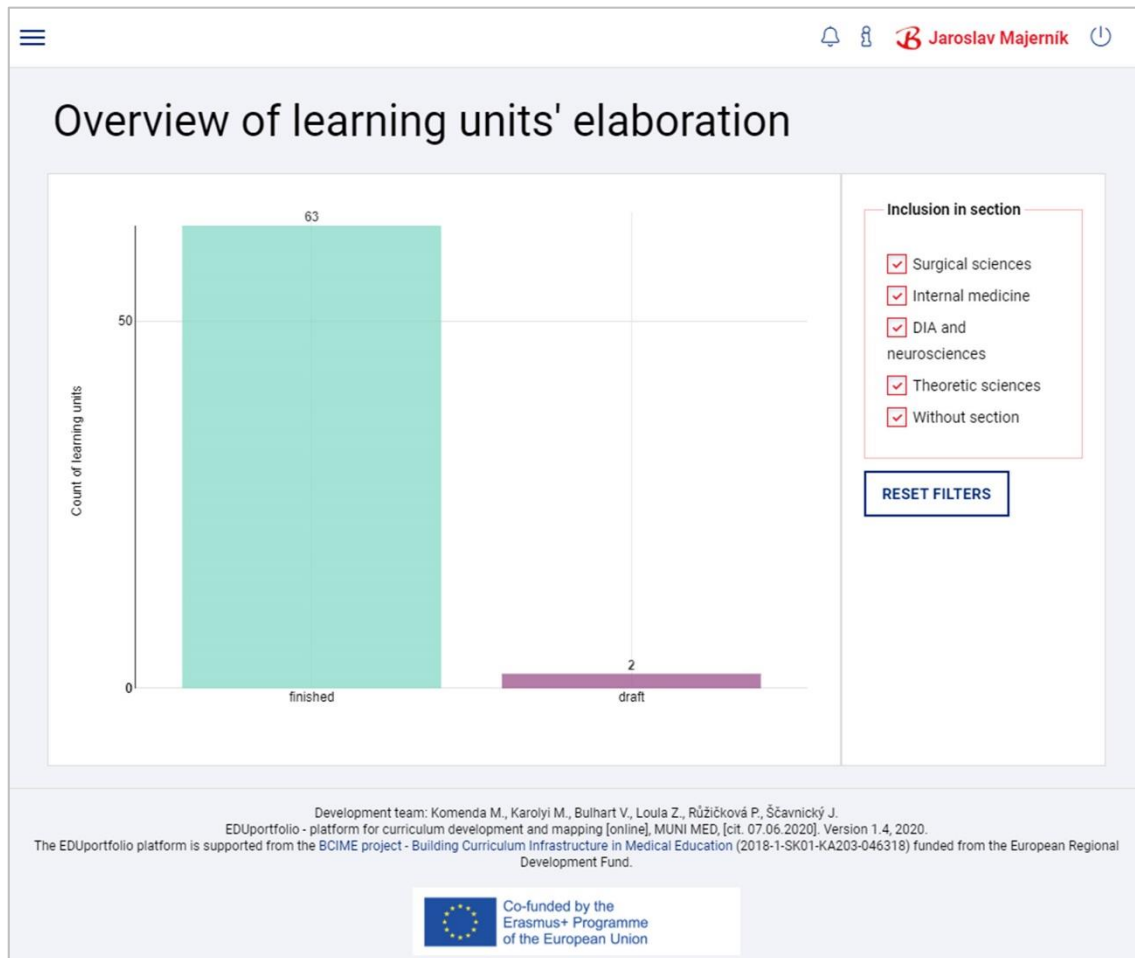 Jaroslav Majerník
Overview of learning units' elaboration
63
50
Count of learning units
0
2
finished
draft
Inclusion in section
Surgical sciences
Internal medicine
DIA and
neurosciences
Theoretic sciences
Without section
RESET FILTERS
Development team: Komenda M., Karolyi M., Bulhart V., Loula Z., Růžičková P., Ščavnický J.
EDUportfolio - platform for curriculum development and mapping [online], MUNI MED, [cit. 07.06.2020]. Version 1.4, 2020.
The EDUportfolio platform is supported from the BCIME project - Building Curriculum Infrastructure in Medical Education (2018-1-SK01-KA203-046318) funded from the European Regional
Development Fund.
Co-funded by the
Erasmus+ Programme
of the European Union